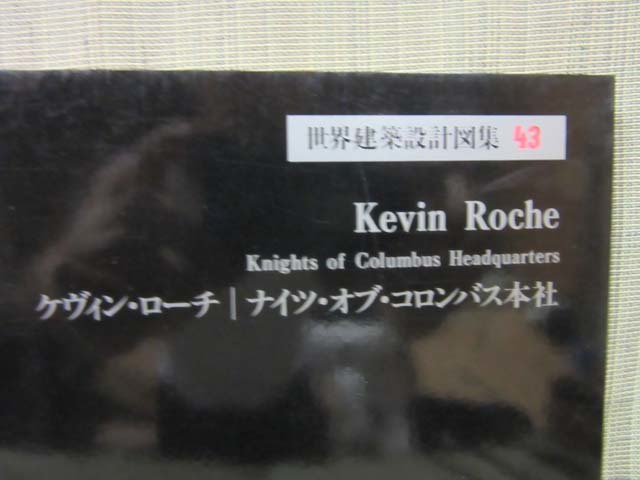 世界建築設計図集 43
Kevin Roche
Knights of Columbus Headquarters
ケヴィン・ローチ|ナイツ・オブ・コロンバス本社